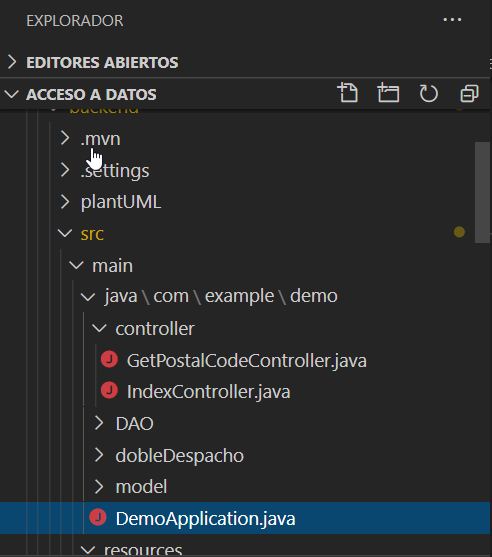 EXPLORADOR
EDITORES ABIERTOS
ACCESO A DATOS
backend
.mvn
.settings
plantUML
src
main
java\com\example\demo
controller
J GetPostalCodeController.java
J IndexController.java
DAO
dobleDespacho
model
J DemoApplication.java
resources